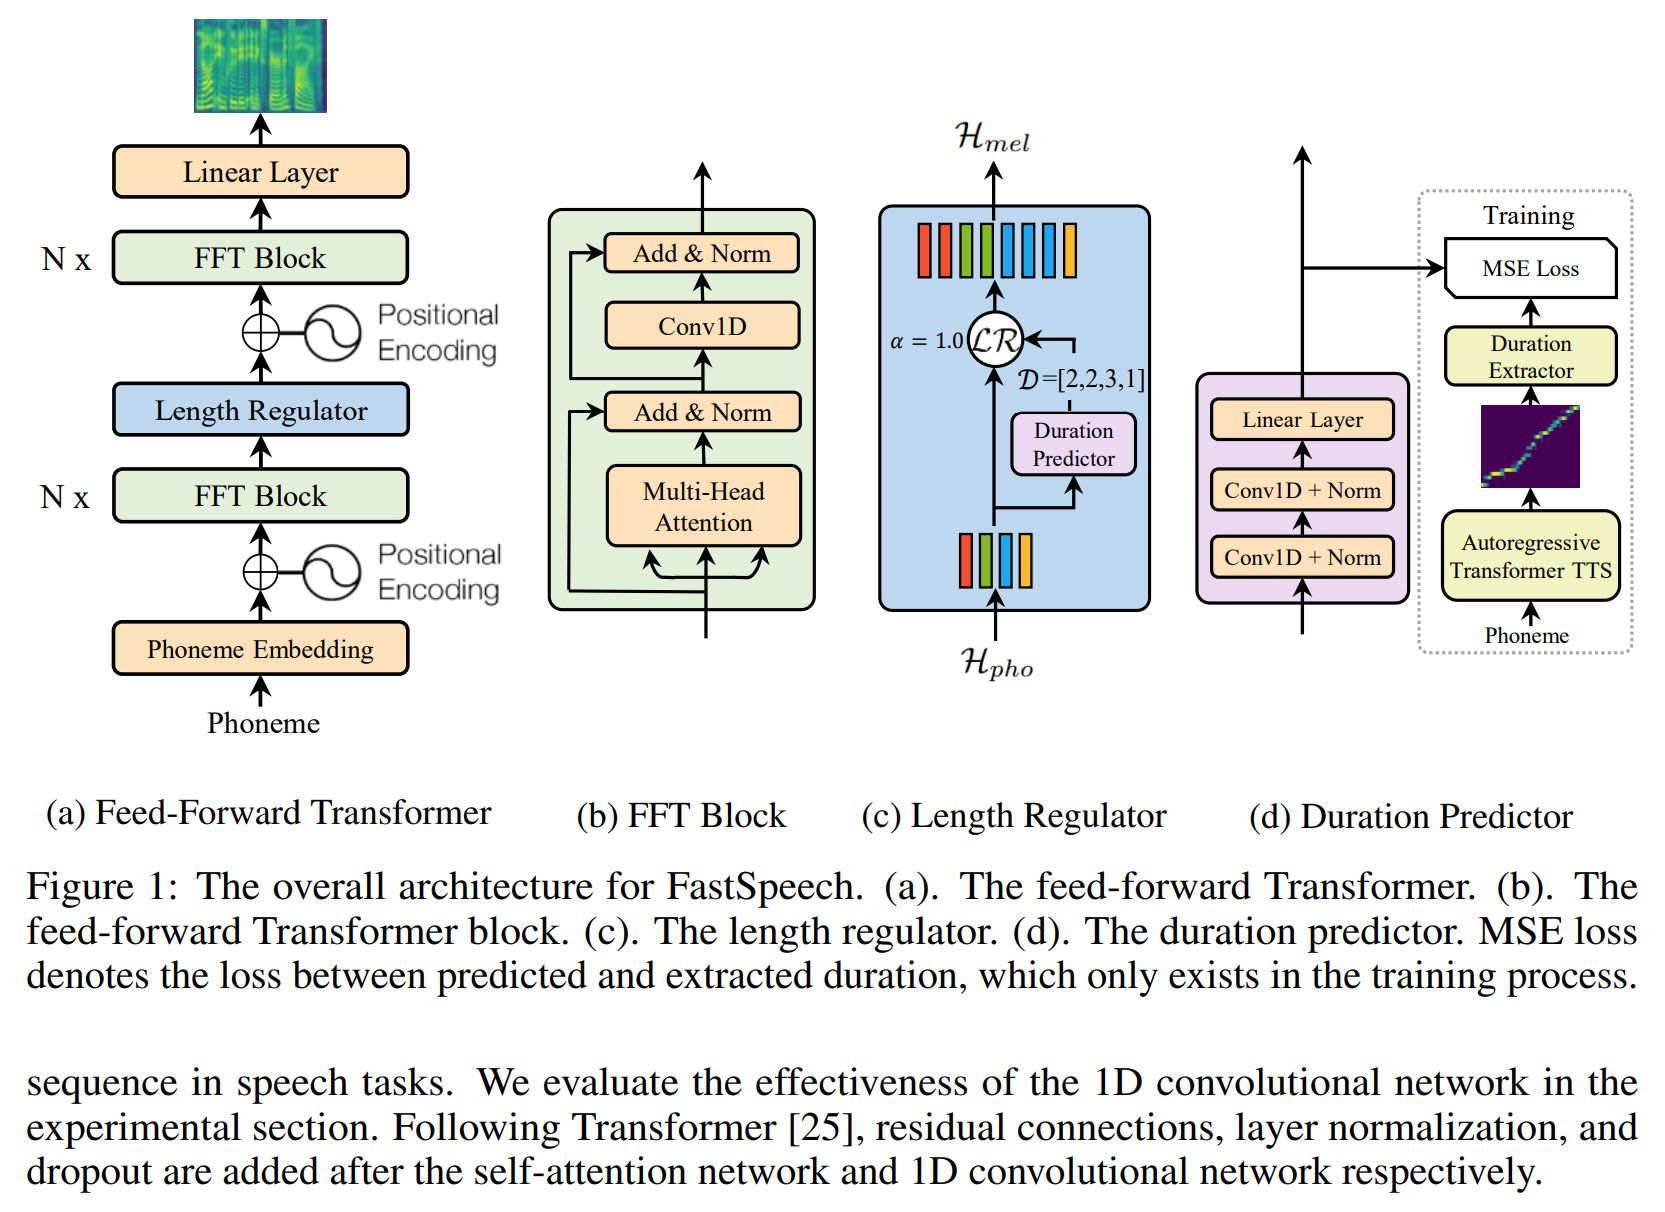 Linear Layer
N x
FFT Block
Positional
Encoding
Length Regulator
N x
FFT Block
Positional
Encoding
Phoneme Embedding
Phoneme
(a) Feed-Forward Transformer
Add & Norm
Conv1D
Add & Norm
Multi-Head
Attention
(b) FFT Block
ℋₘₑₗ
α = 1.0
ℒℛ
𝒟=[2,2,3,1]
Duration
Predictor
ℋₚₕₒ
(c) Length Regulator
Linear Layer
Conv1D + Norm
Conv1D + Norm
Training
MSE Loss
Duration
Extractor
Autoregressive
Transformer TTS
Phoneme
(d) Duration Predictor
Figure 1: The overall architecture for FastSpeech. (a). The feed-forward Transformer. (b). The
feed-forward Transformer block. (c). The length regulator. (d). The duration predictor. MSE loss
denotes the loss between predicted and extracted duration, which only exists in the training process.
sequence in speech tasks. We evaluate the effectiveness of the 1D convolutional network in the
experimental section. Following Transformer [25], residual connections, layer normalization, and
dropout are added after the self-attention network and 1D convolutional network respectively.